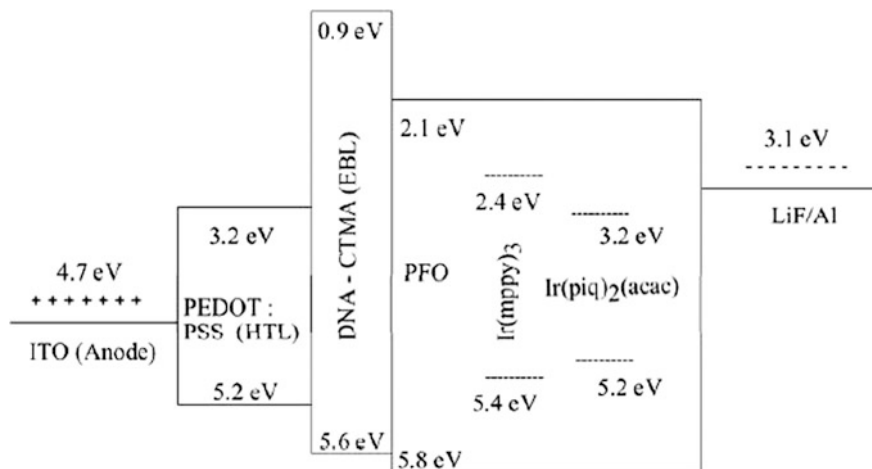 0.9 eV
2.1 eV
3.1 eV
2.4 eV
LiF/Al
3.2 eV
3.2 eV
4.7 eV
+++++++
DNA - CTMA (EBL)
PFO
Ir(mppy)3
Ir(piq)2(acac)
PEDOT :
PSS (HTL)
ITO (Anode)
5.2 eV
5.2 eV
5.4 eV
5.6 eV
5.8 eV